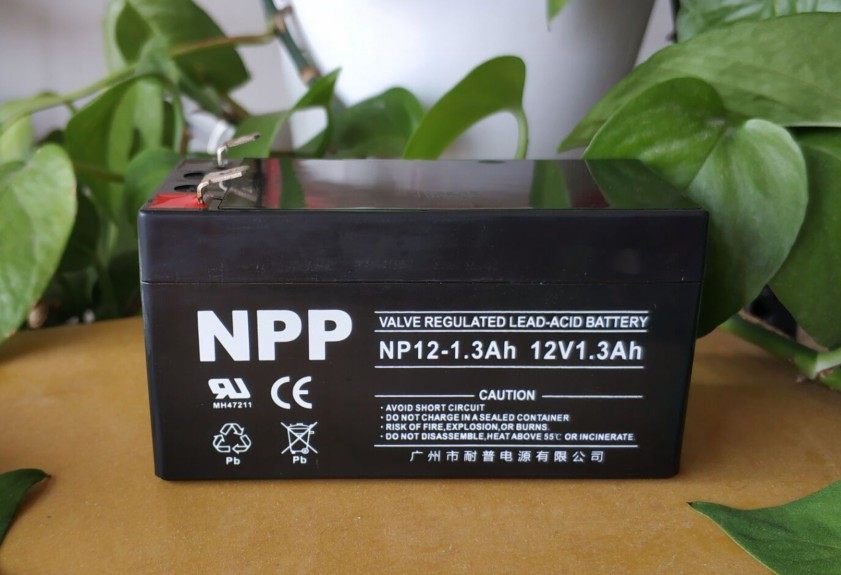 NPP
VALVE REGULATED LEAD-ACID BATTERY
NP12-1.3Ah 12V1.3Ah
MH47211
CE
Pb
Pb
CAUTION
· AVOID SHORT CIRCUIT
· DO NOT CHARGE IN A SEALED CONTAINER
· RISK OF FIRE,EXPLOSION,OR BURNS.
· DO NOT DISASSEMBLE,HEAT ABOVE 55℃ OR INCINERATE.
广州市耐普电源有限公司